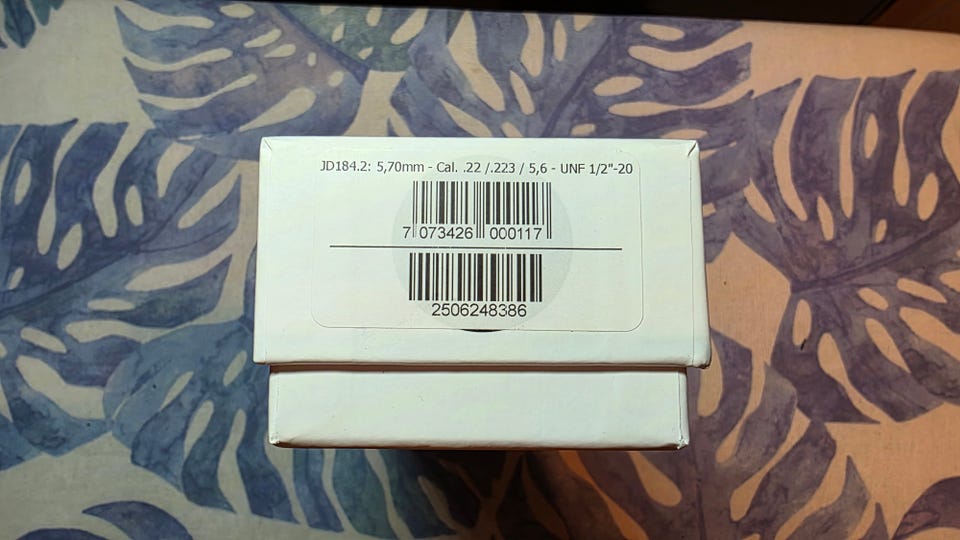 JD184.2: 5,70mm - Cal. .22 /.223 / 5,6 - UNF 1/2"-20
7 073426 000117
2506248386